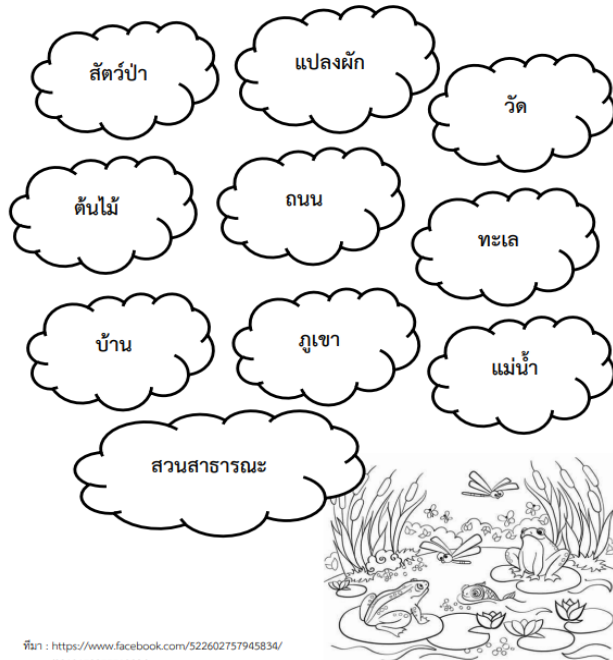 สัตว์ป่า
แปลงผัก
วัด
ต้นไม้
ถนน
ทะเล
บ้าน
ภูเขา
แม่น้ำ
สวนสาธารณะ
ที่มา : https://www.facebook.com/522602757945834/